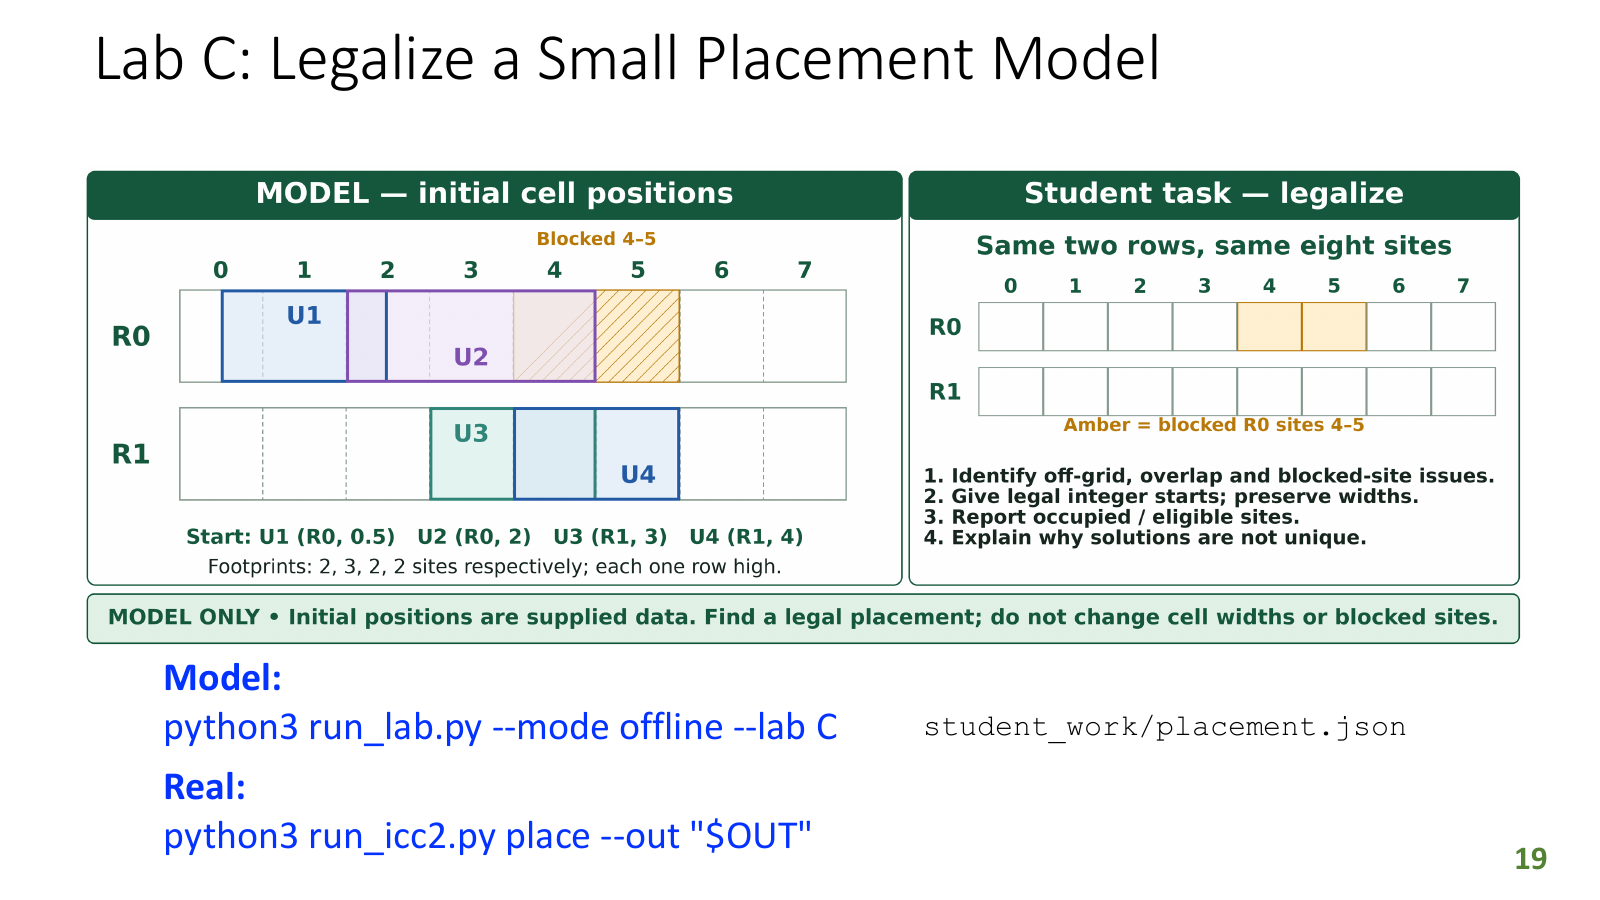 Lab C: Legalize a Small Placement Model
MODEL — initial cell positions
Blocked 4–5
0 1 2 3 4 5 6 7
R0
U1
U2
R1
U3
U4
Start: U1 (R0, 0.5) U2 (R0, 2) U3 (R1, 3) U4 (R1, 4)
Footprints: 2, 3, 2, 2 sites respectively; each one row high.
Student task — legalize
Same two rows, same eight sites
0 1 2 3 4 5 6 7
R0
R1
Amber = blocked R0 sites 4–5
1. Identify off-grid, overlap and blocked-site issues.
2. Give legal integer starts; preserve widths.
3. Report occupied / eligible sites.
4. Explain why solutions are not unique.
MODEL ONLY • Initial positions are supplied data. Find a legal placement; do not change cell widths or blocked sites.
Model:
python3 run_lab.py --mode offline --lab C
student_work/placement.json
Real:
python3 run_icc2.py place --out "$OUT"
19